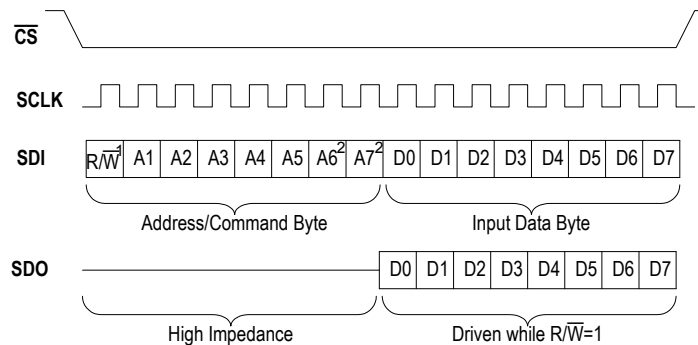 CS
SCLK
SDI R/W1 A1 A2 A3 A4 A5 A62 A72 D0 D1 D2 D3 D4 D5 D6 D7
Address/Command Byte Input Data Byte
SDO D0 D1 D2 D3 D4 D5 D6 D7
High Impedance Driven while R/W=1